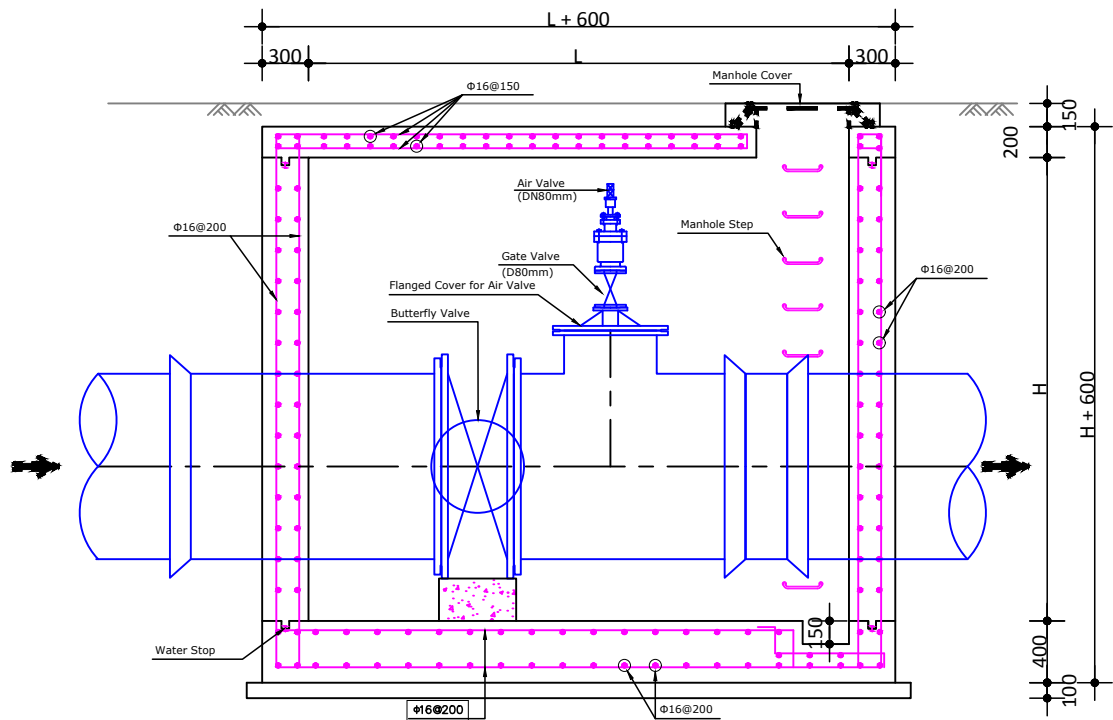 L + 600
300
L
300
Manhole Cover
Φ16@150
150
200
Air Valve
(DN80mm)
Manhole Step
Φ16@200
Gate Valve
(D80mm)
Φ16@200
Flanged Cover for Air Valve
Butterfly Valve
H
H + 600
150
Water Stop
400
100
Φ16@200
Φ16@200